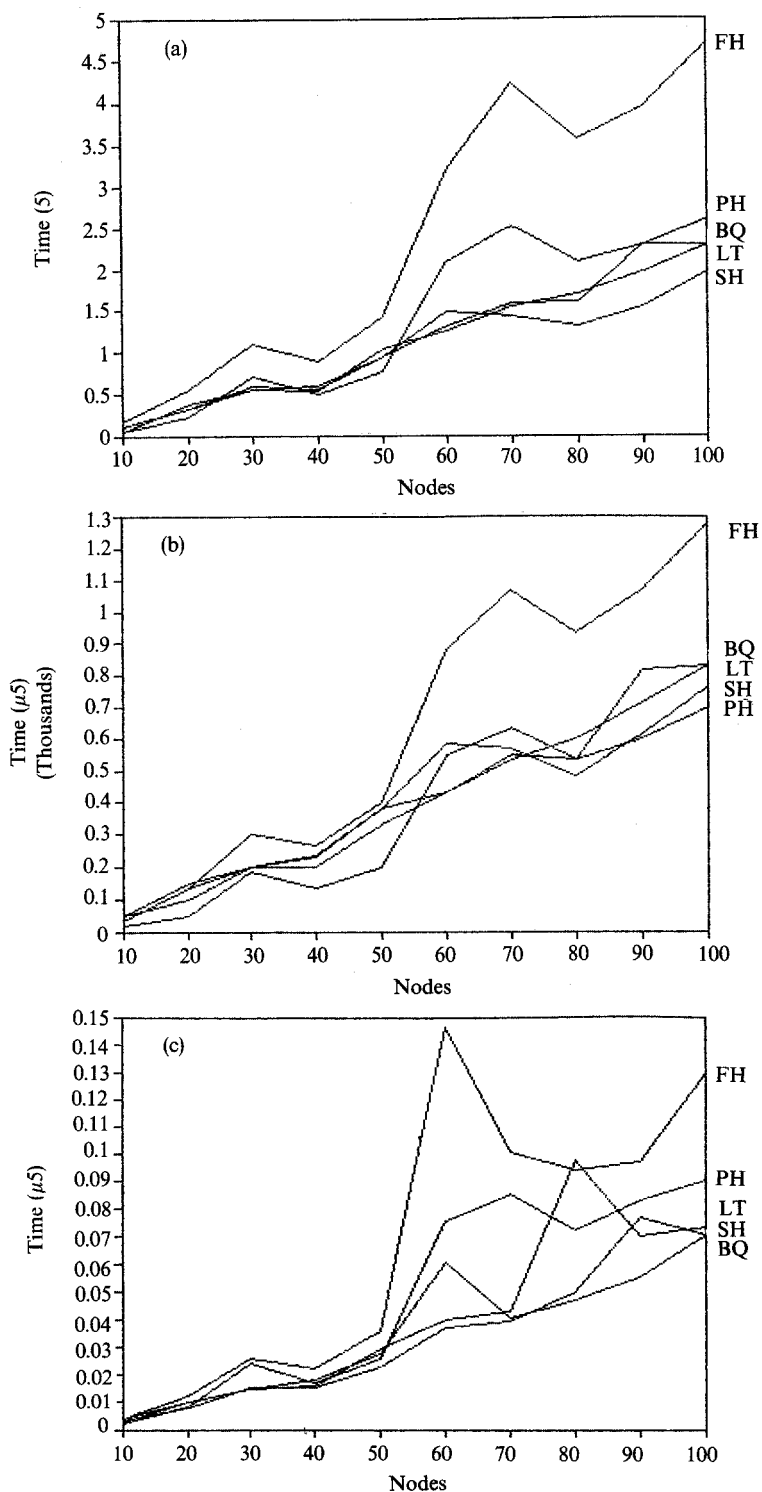 (a)
5
4.5
4
3.5
3
2.5
2
1.5
1
0.5
0
Time (5)
10 20 30 40 50 60 70 80 90 100
Nodes
FH
PH
BQ
LT
SH
(b)
1.3
1.2
1.1
1
0.9
0.8
0.7
0.6
0.5
0.4
0.3
0.2
0.1
0
Time (μ5)
(Thousands)
10 20 30 40 50 60 70 80 90 100
Nodes
FH
BQ
LT
SH
PH
(c)
0.15
0.14
0.13
0.12
0.11
0.1
0.09
0.08
0.07
0.06
0.05
0.04
0.03
0.02
0.01
0
Time (μ5)
10 20 30 40 50 60 70 80 90 100
Nodes
FH
PH
LT
SH
BQ